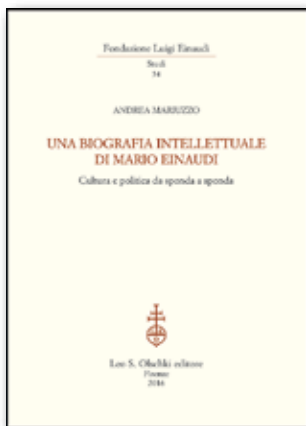 Fondazione Luigi Einaudi
Studi
54
ANDREA MARIUZZO
UNA BIOGRAFIA INTELLETTUALE
DI MARIO EINAUDI
Cultura e politica da sponda a sponda
Leo S. Olschki editore
Firenze
2016